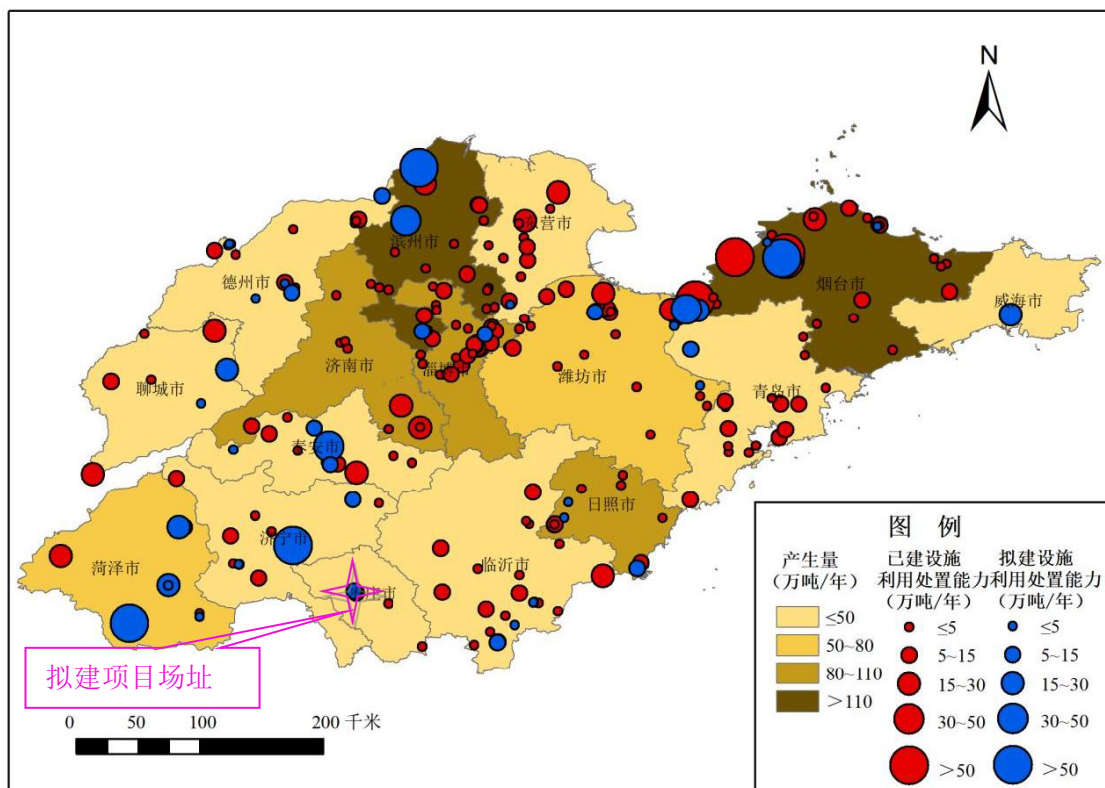 N
滨州市
东营市
德州市
烟台市
威海市
济南市
淄博市
潍坊市
聊城市
青岛市
泰安市
日照市
济宁市
菏泽市
临沂市
拟建项目场址
0 50 100 200 千米
图 例
产生量
(万吨/年)
≤50
50~80
80~110
>110
已建设施
利用处置能力
(万吨/年)
≤5
5~15
15~30
30~50
>50
拟建设施
利用处置能力
(万吨/年)
≤5
5~15
15~30
30~50
>50